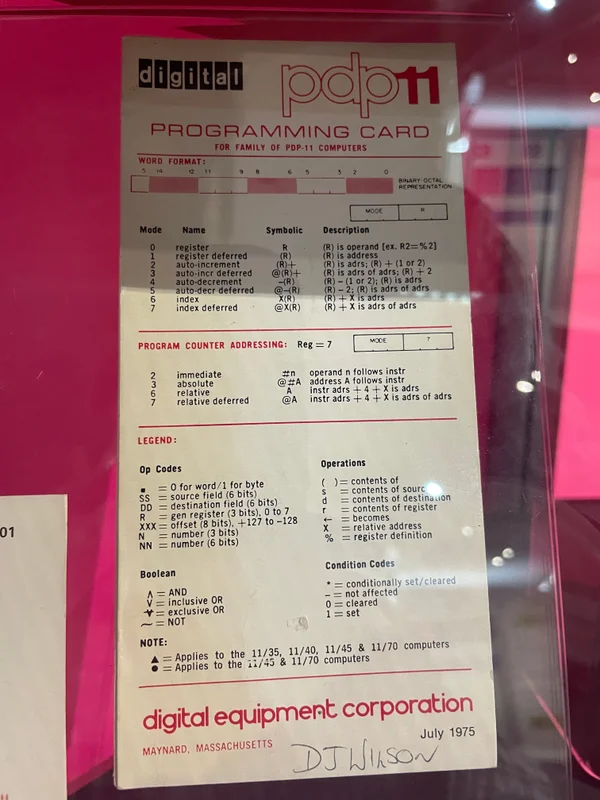 digital pdp11
PROGRAMMING CARD
FOR FAMILY OF PDP-11 COMPUTERS
WORD FORMAT:
5 14 12 11 9 8 6 5 3 2 0
BINARY-OCTAL
REPRESENTATION
MODE R
Mode Name Symbolic Description
0 register R (R) is operand [ex. R2=%2]
1 register deferred (R) (R) is address
2 auto-increment (R)+ (R) is adrs; (R) + (1 or 2)
3 auto-incr deferred @(R)+ (R) is adrs of adrs; (R) + 2
4 auto-decrement –(R) (R) – (1 or 2); (R) is adrs
5 auto-decr deferred @–(R) (R) – 2; (R) is adrs of adrs
6 index X(R) (R) + X is adrs
7 index deferred @X(R) (R) + X is adrs of adrs
PROGRAM COUNTER ADDRESSING: Reg = 7 MODE 7
2 immediate #n operand n follows instr
3 absolute @#A address A follows instr
6 relative A instr adrs + 4 + X is adrs
7 relative deferred @A instr adrs + 4 + X is adrs of adrs
LEGEND:
Op Codes
■ = 0 for word/1 for byte
SS = source field (6 bits)
DD = destination field (6 bits)
R = gen register (3 bits), 0 to 7
XXX = offset (8 bits), +127 to –128
N = number (3 bits)
NN = number (6 bits)
Operations
( ) = contents of
s = contents of source
d = contents of destination
r = contents of register
← = becomes
X = relative address
% = register definition
Boolean
∧ = AND
∨ = inclusive OR
⊻ = exclusive OR
∼ = NOT
Condition Codes
* = conditionally set/cleared
– = not affected
0 = cleared
1 = set
NOTE:
▲ = Applies to the 11/35, 11/40, 11/45 & 11/70 computers
● = Applies to the 11/45 & 11/70 computers
digital equipment corporation
MAYNARD, MASSACHUSETTS
July 1975
DJ WILSON
01